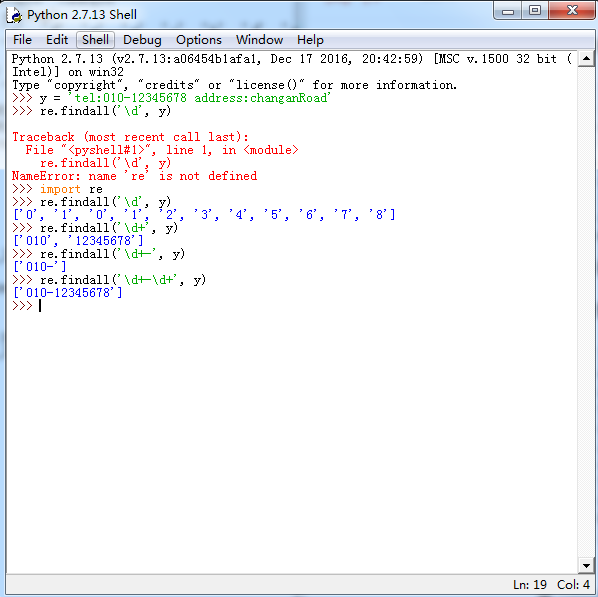 Python 2.7.13 Shell
File Edit Shell Debug Options Window Help
Python 2.7.13 (v2.7.13:a06454b1afa1, Dec 17 2016, 20:42:59) [MSC v.1500 32 bit (
Intel)] on win32
Type "copyright", "credits" or "license()" for more information.
>>> y = 'tel:010-12345678 address:changanRoad'
>>> re.findall('\d', y)
Traceback (most recent call last):
  File "<pyshell#1>", line 1, in <module>
    re.findall('\d', y)
NameError: name 're' is not defined
>>> import re
>>> re.findall('\d', y)
['0', '1', '0', '1', '2', '3', '4', '5', '6', '7', '8']
>>> re.findall('\d+', y)
['010', '12345678']
>>> re.findall('\d+-', y)
['010-']
>>> re.findall('\d+-\d+', y)
['010-12345678']
>>>
Ln: 19 Col: 4